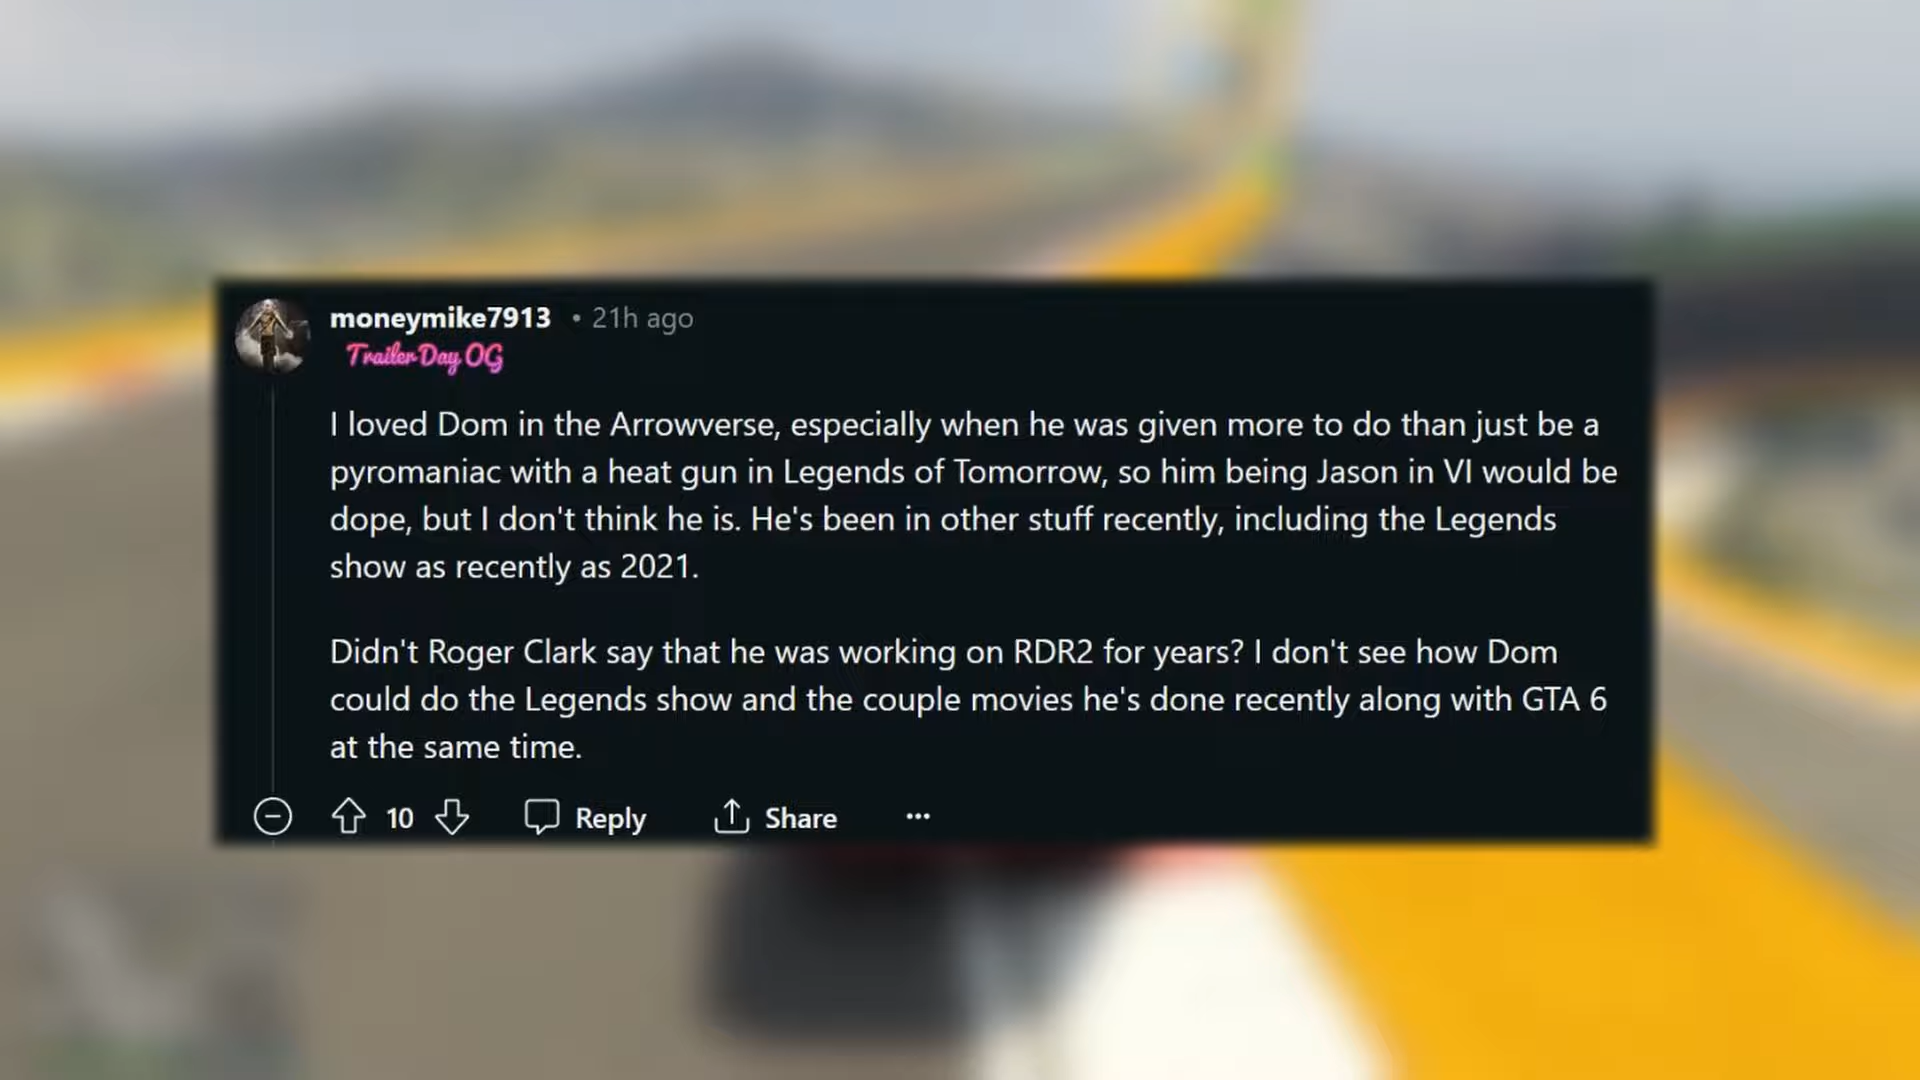 moneymike7913 • 21h ago
Trailer Day OG
I loved Dom in the Arrowverse, especially when he was given more to do than just be a
pyromaniac with a heat gun in Legends of Tomorrow, so him being Jason in VI would be
dope, but I don't think he is. He's been in other stuff recently, including the Legends
show as recently as 2021.
Didn't Roger Clark say that he was working on RDR2 for years? I don't see how Dom
could do the Legends show and the couple movies he's done recently along with GTA 6
at the same time.
10 Reply Share ···